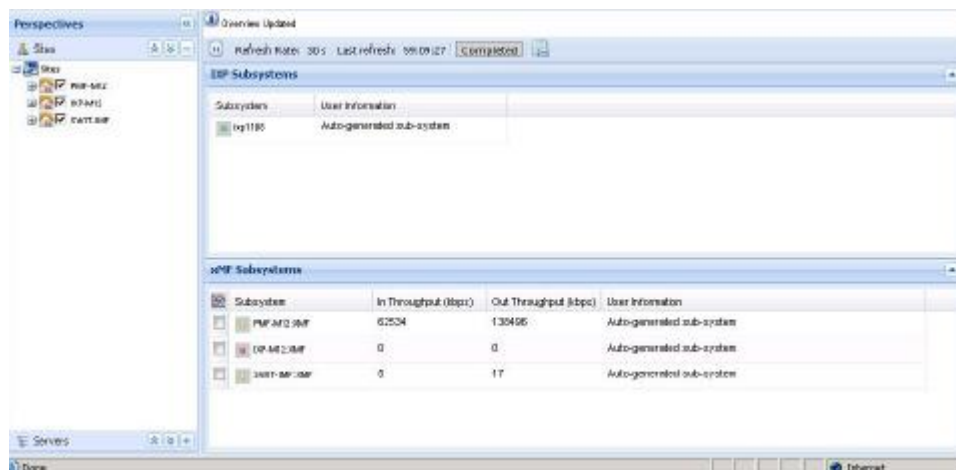 Perspectives
Overview Updated
Sites
Refresh Rate: 30 s Last refresh: Completed
Sites
IXP Subsystems
Subsystem User Information
Auto-generated sub-system
xMF Subsystems
Subsystem In Throughput (kbps) Out Throughput (kbps) User Information
62534 138496 Auto-generated sub-system
0 0 Auto-generated sub-system
0 17 Auto-generated sub-system
Servers
Done Internet